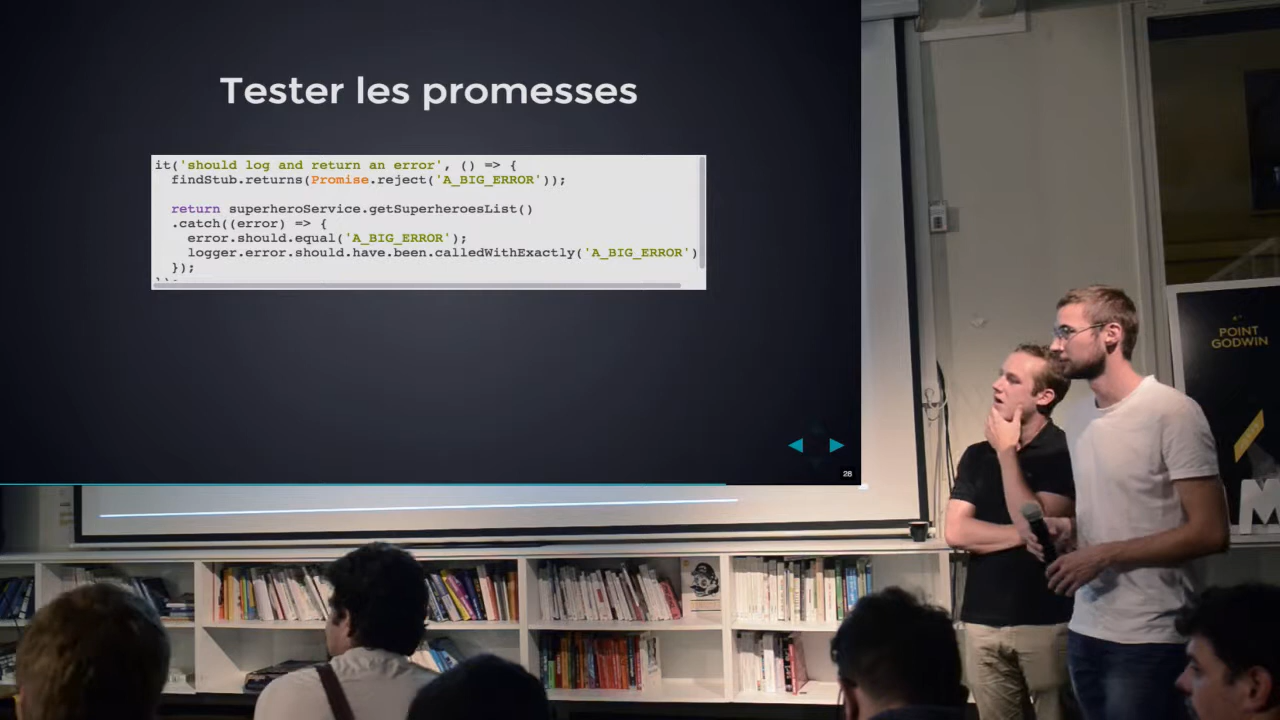 Tester les promesses
it('should log and return an error', () => {
  findStub.returns(Promise.reject('A_BIG_ERROR'));
  return superheroService.getSuperheroesList()
  .catch((error) => {
    error.should.equal('A_BIG_ERROR');
    logger.error.should.have.been.calledWithExactly('A_BIG_ERROR')
  });
28
POINT
GODWIN
M